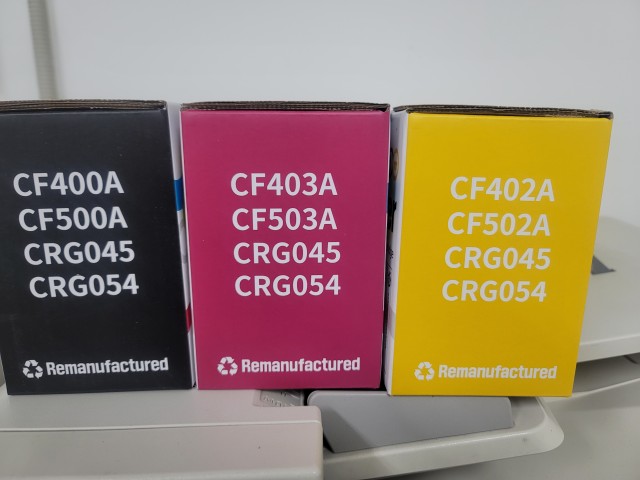 CF400A
CF500A
CRG045
CRG054
Remanufactured
CF403A
CF503A
CRG045
CRG054
Remanufactured
CF402A
CF502A
CRG045
CRG054
Remanufactured